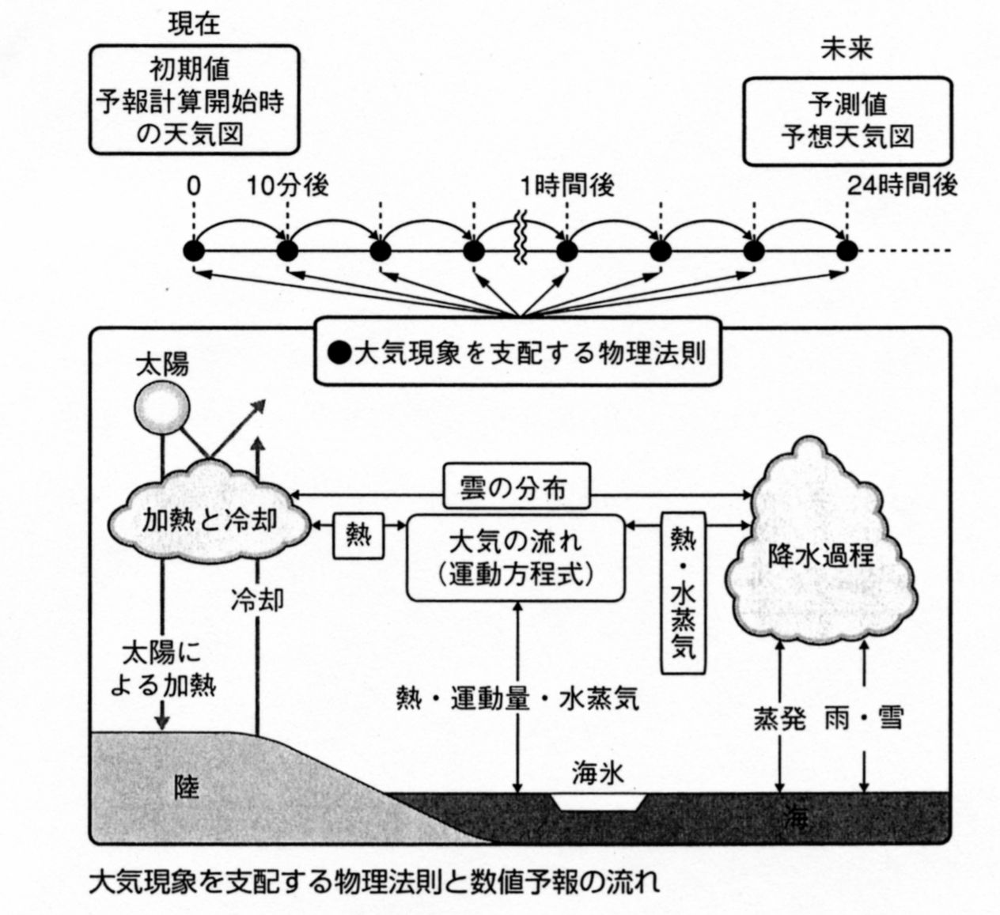 現在
初期値
予報計算開始時
の天気図
未来
予測値
予想天気図
0
10分後
1時間後
24時間後
●大気現象を支配する物理法則
太陽
雲の分布
加熱と冷却
熱
大気の流れ
（運動方程式）
熱・水蒸気
降水過程
冷却
太陽に
よる加熱
熱・運動量・水蒸気
蒸発
雨・雪
海氷
陸
海
大気現象を支配する物理法則と数値予報の流れ